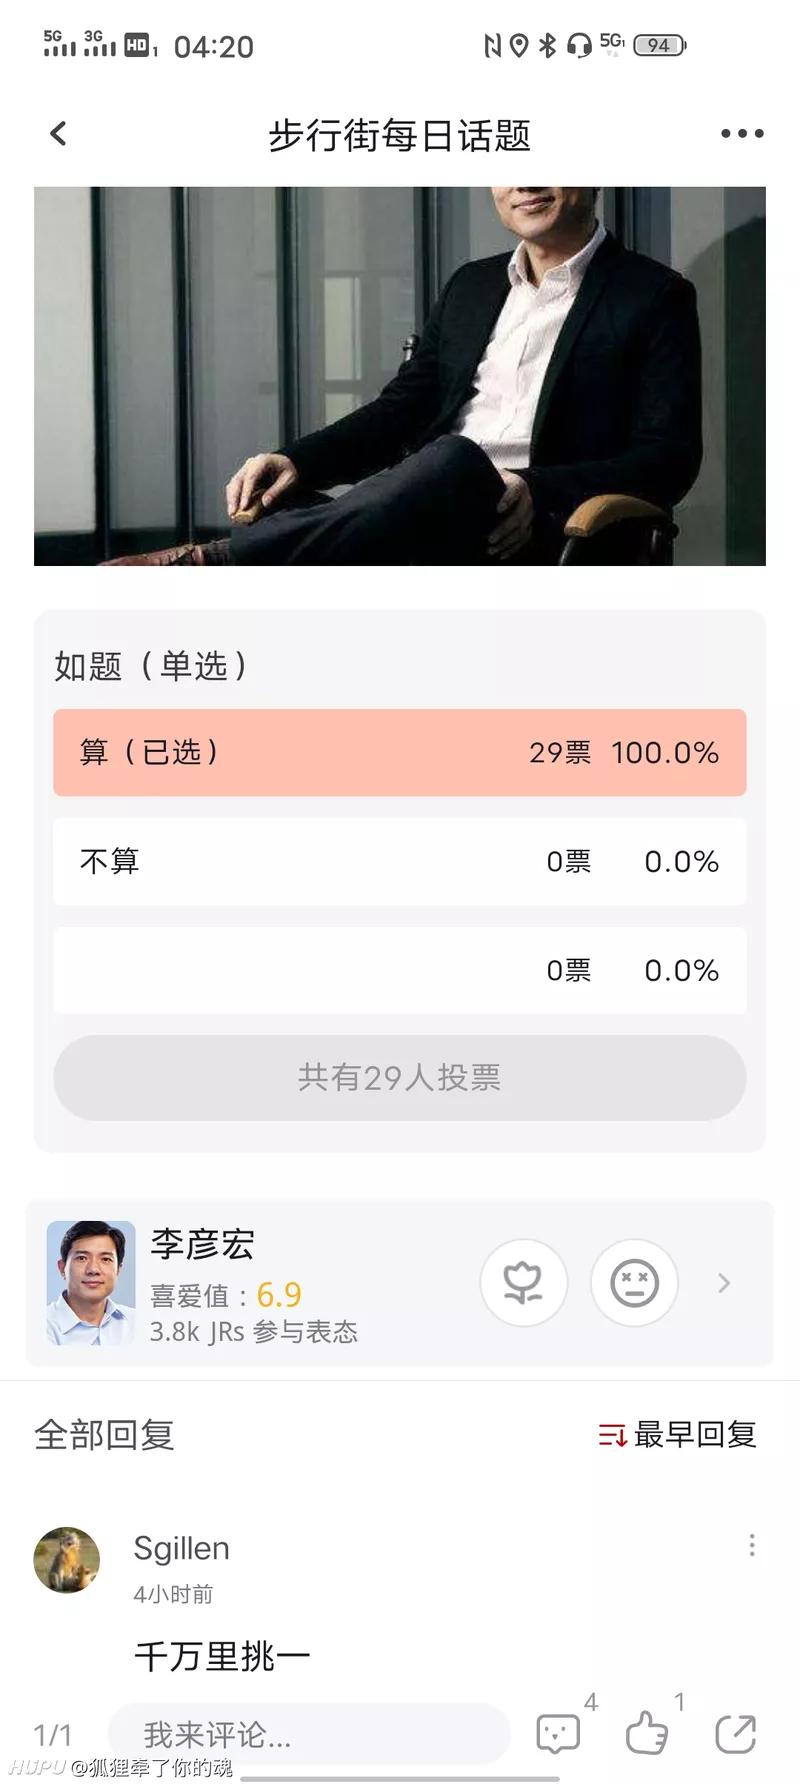 5G 3G HD 1 04:20 5G 94
步行街每日话题
如题（单选）
算（已选） 29票 100.0%
不算 0票 0.0%
0票 0.0%
共有29人投票
李彦宏
喜爱值：6.9
3.8k JRs 参与表态
全部回复 最早回复
Sgillen
4小时前
千万里挑一
4 1
1/1 我来评论...
HUPU @狐狸牵了你的魂